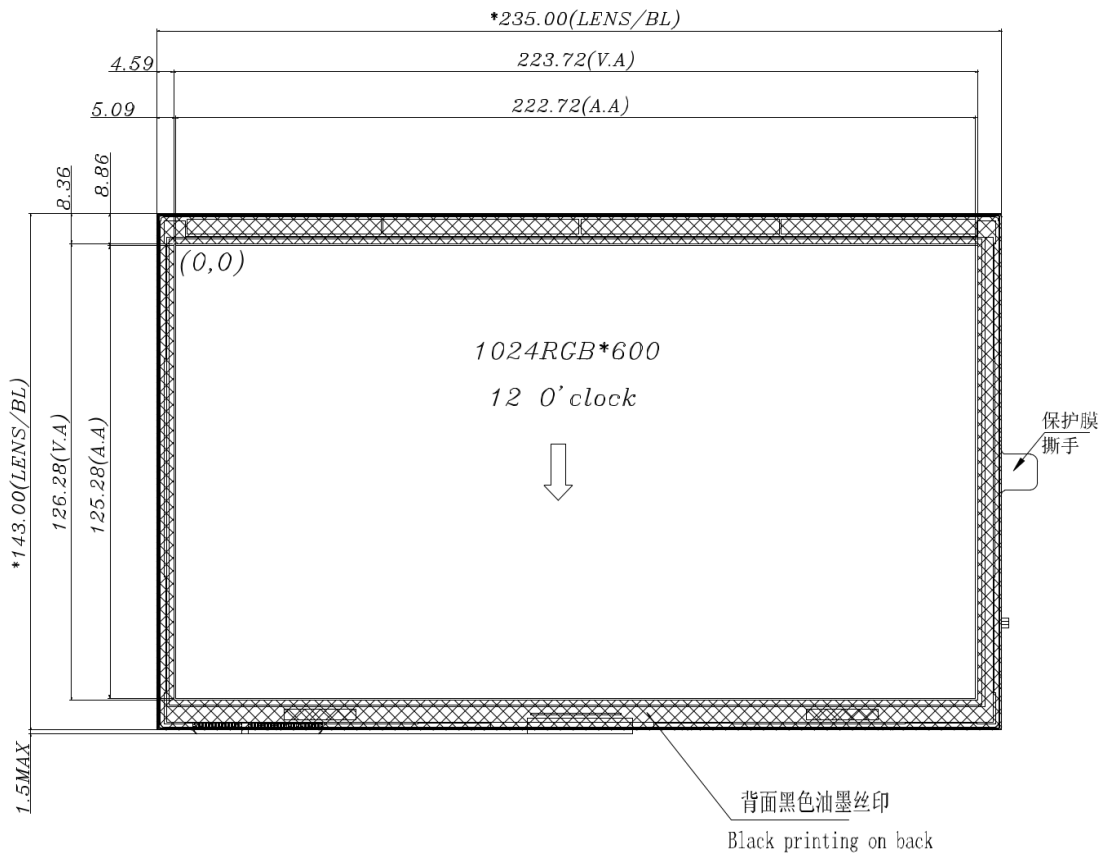 *235.00(LENS/BL)
4.59
223.72(V.A)
5.09
222.72(A.A)
8.36
8.86
(0,0)
1024RGB*600
12 O'clock
*143.00(LENS/BL)
126.28(V.A)
125.28(A.A)
保护膜
撕手
1.5MAX
背面黑色油墨丝印
Black printing on back